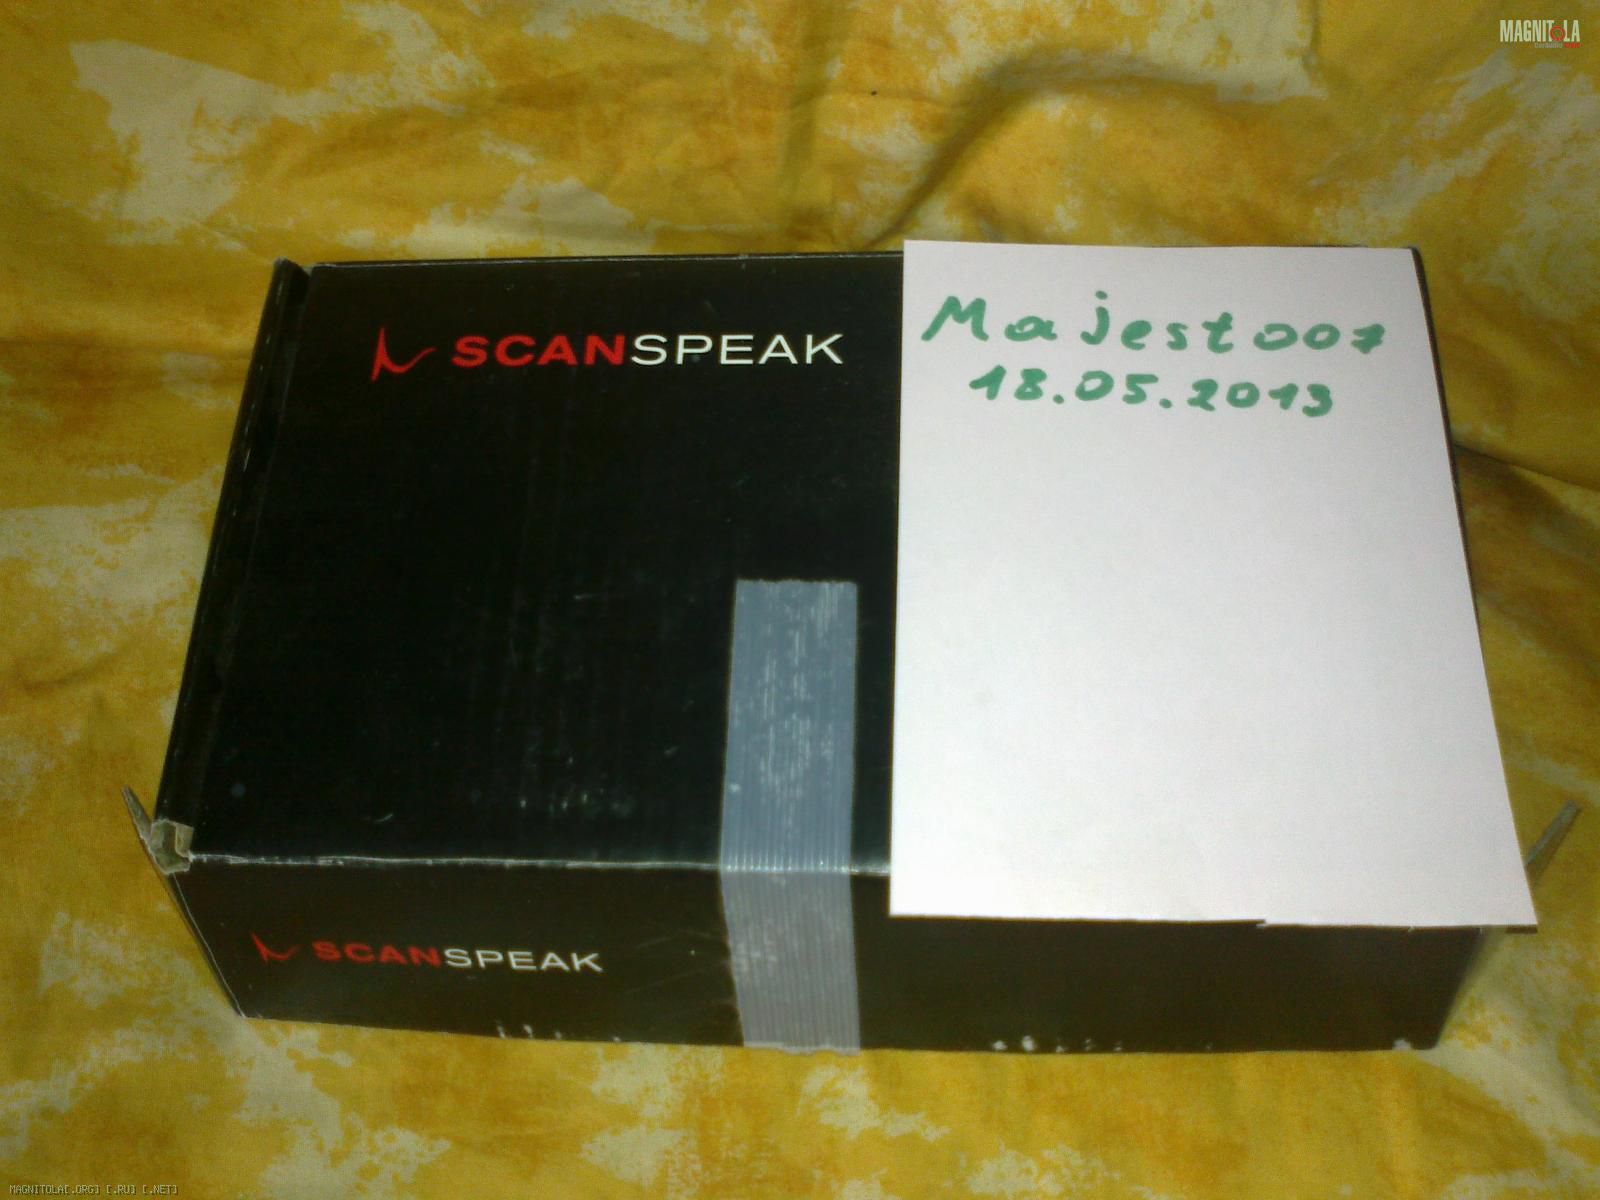 MAGNITOLA
SCANSPEAK
Majest007
18.05.2013
SCANSPEAK
MAGNITOLA[.ORG] [.RU] [.NET]